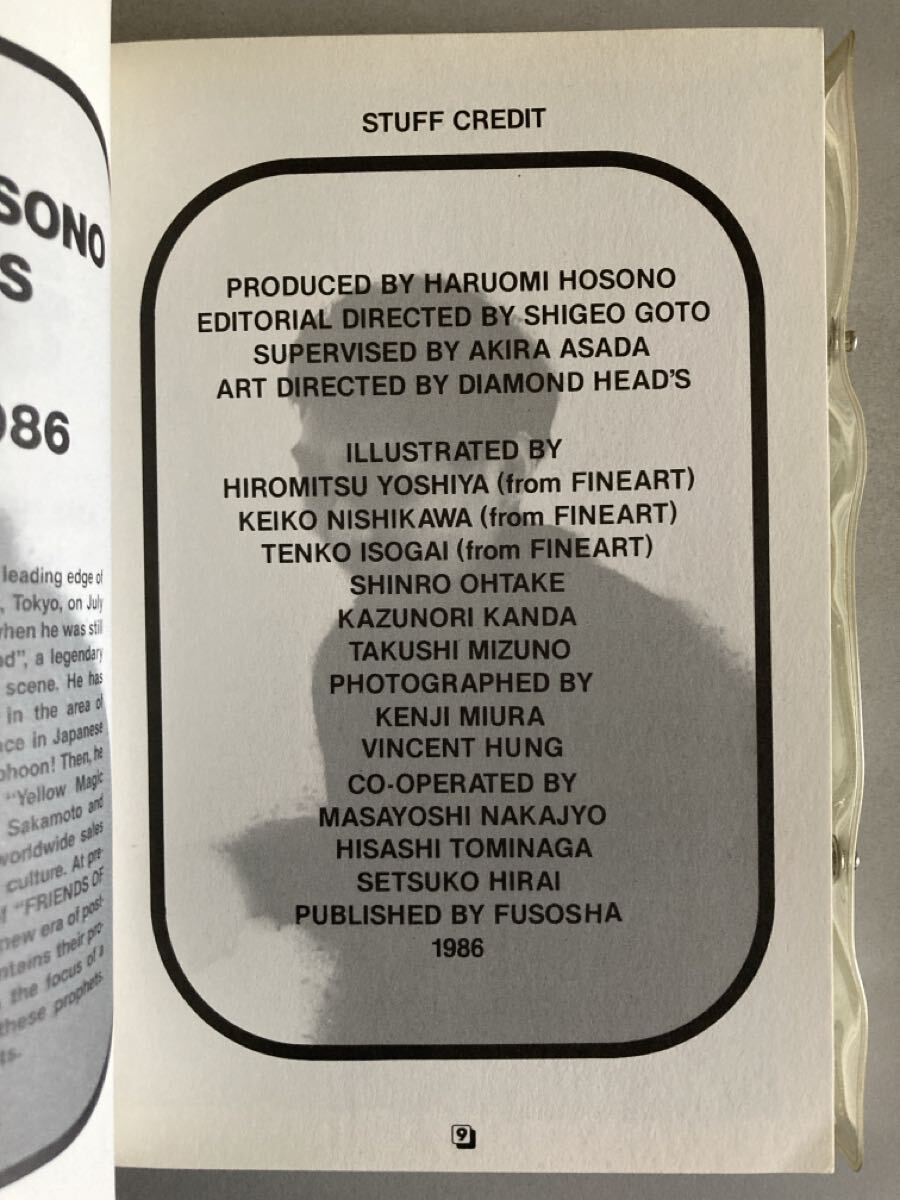 SONO
S
986
leading edge of
, Tokyo, on July
when he was still
", a legendary
scene. He has
in the area of
in Japanese
phoon! Then, he
"Yellow Magic
Sakamoto and
worldwide sales
culture. At pre-
"FRIENDS OF
new era of post-
their pro-
the focus of a
these prophets
STUFF CREDIT
PRODUCED BY HARUOMI HOSONO
EDITORIAL DIRECTED BY SHIGEO GOTO
SUPERVISED BY AKIRA ASADA
ART DIRECTED BY DIAMOND HEAD'S
ILLUSTRATED BY
HIROMITSU YOSHIYA (from FINEART)
KEIKO NISHIKAWA (from FINEART)
TENKO ISOGAI (from FINEART)
SHINRO OHTAKE
KAZUNORI KANDA
TAKUSHI MIZUNO
PHOTOGRAPHED BY
KENJI MIURA
VINCENT HUNG
CO-OPERATED BY
MASAYOSHI NAKAJYO
HISASHI TOMINAGA
SETSUKO HIRAI
PUBLISHED BY FUSOSHA
1986
9